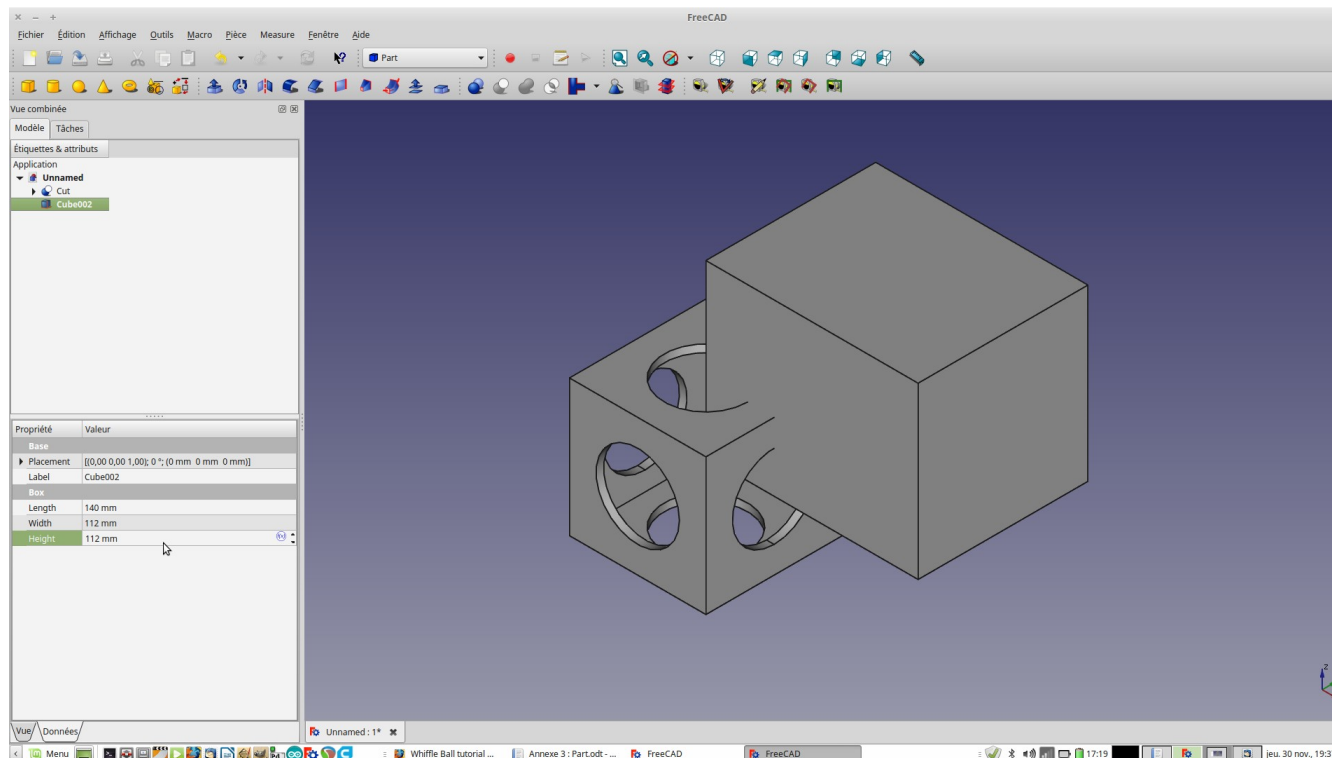 FreeCAD
Fichier Édition Affichage Outils Macro Pièce Measure Fenêtre Aide
Part
Vue combinée
Modèle Tâches
Étiquettes & attributs
Application
Unnamed
Cut
Cube002
Propriété Valeur
Base
Placement [(0,00 0,00 1,00); 0 °; (0 mm 0 mm 0 mm)]
Label Cube002
Box
Length 140 mm
Width 112 mm
Height 112 mm
z
Vue Données
Unnamed : 1*
Menu Whiffle Ball tutorial ... Annexe 3 : Part.odt - ... FreeCAD FreeCAD 17:19 jeu. 30 nov., 19:3